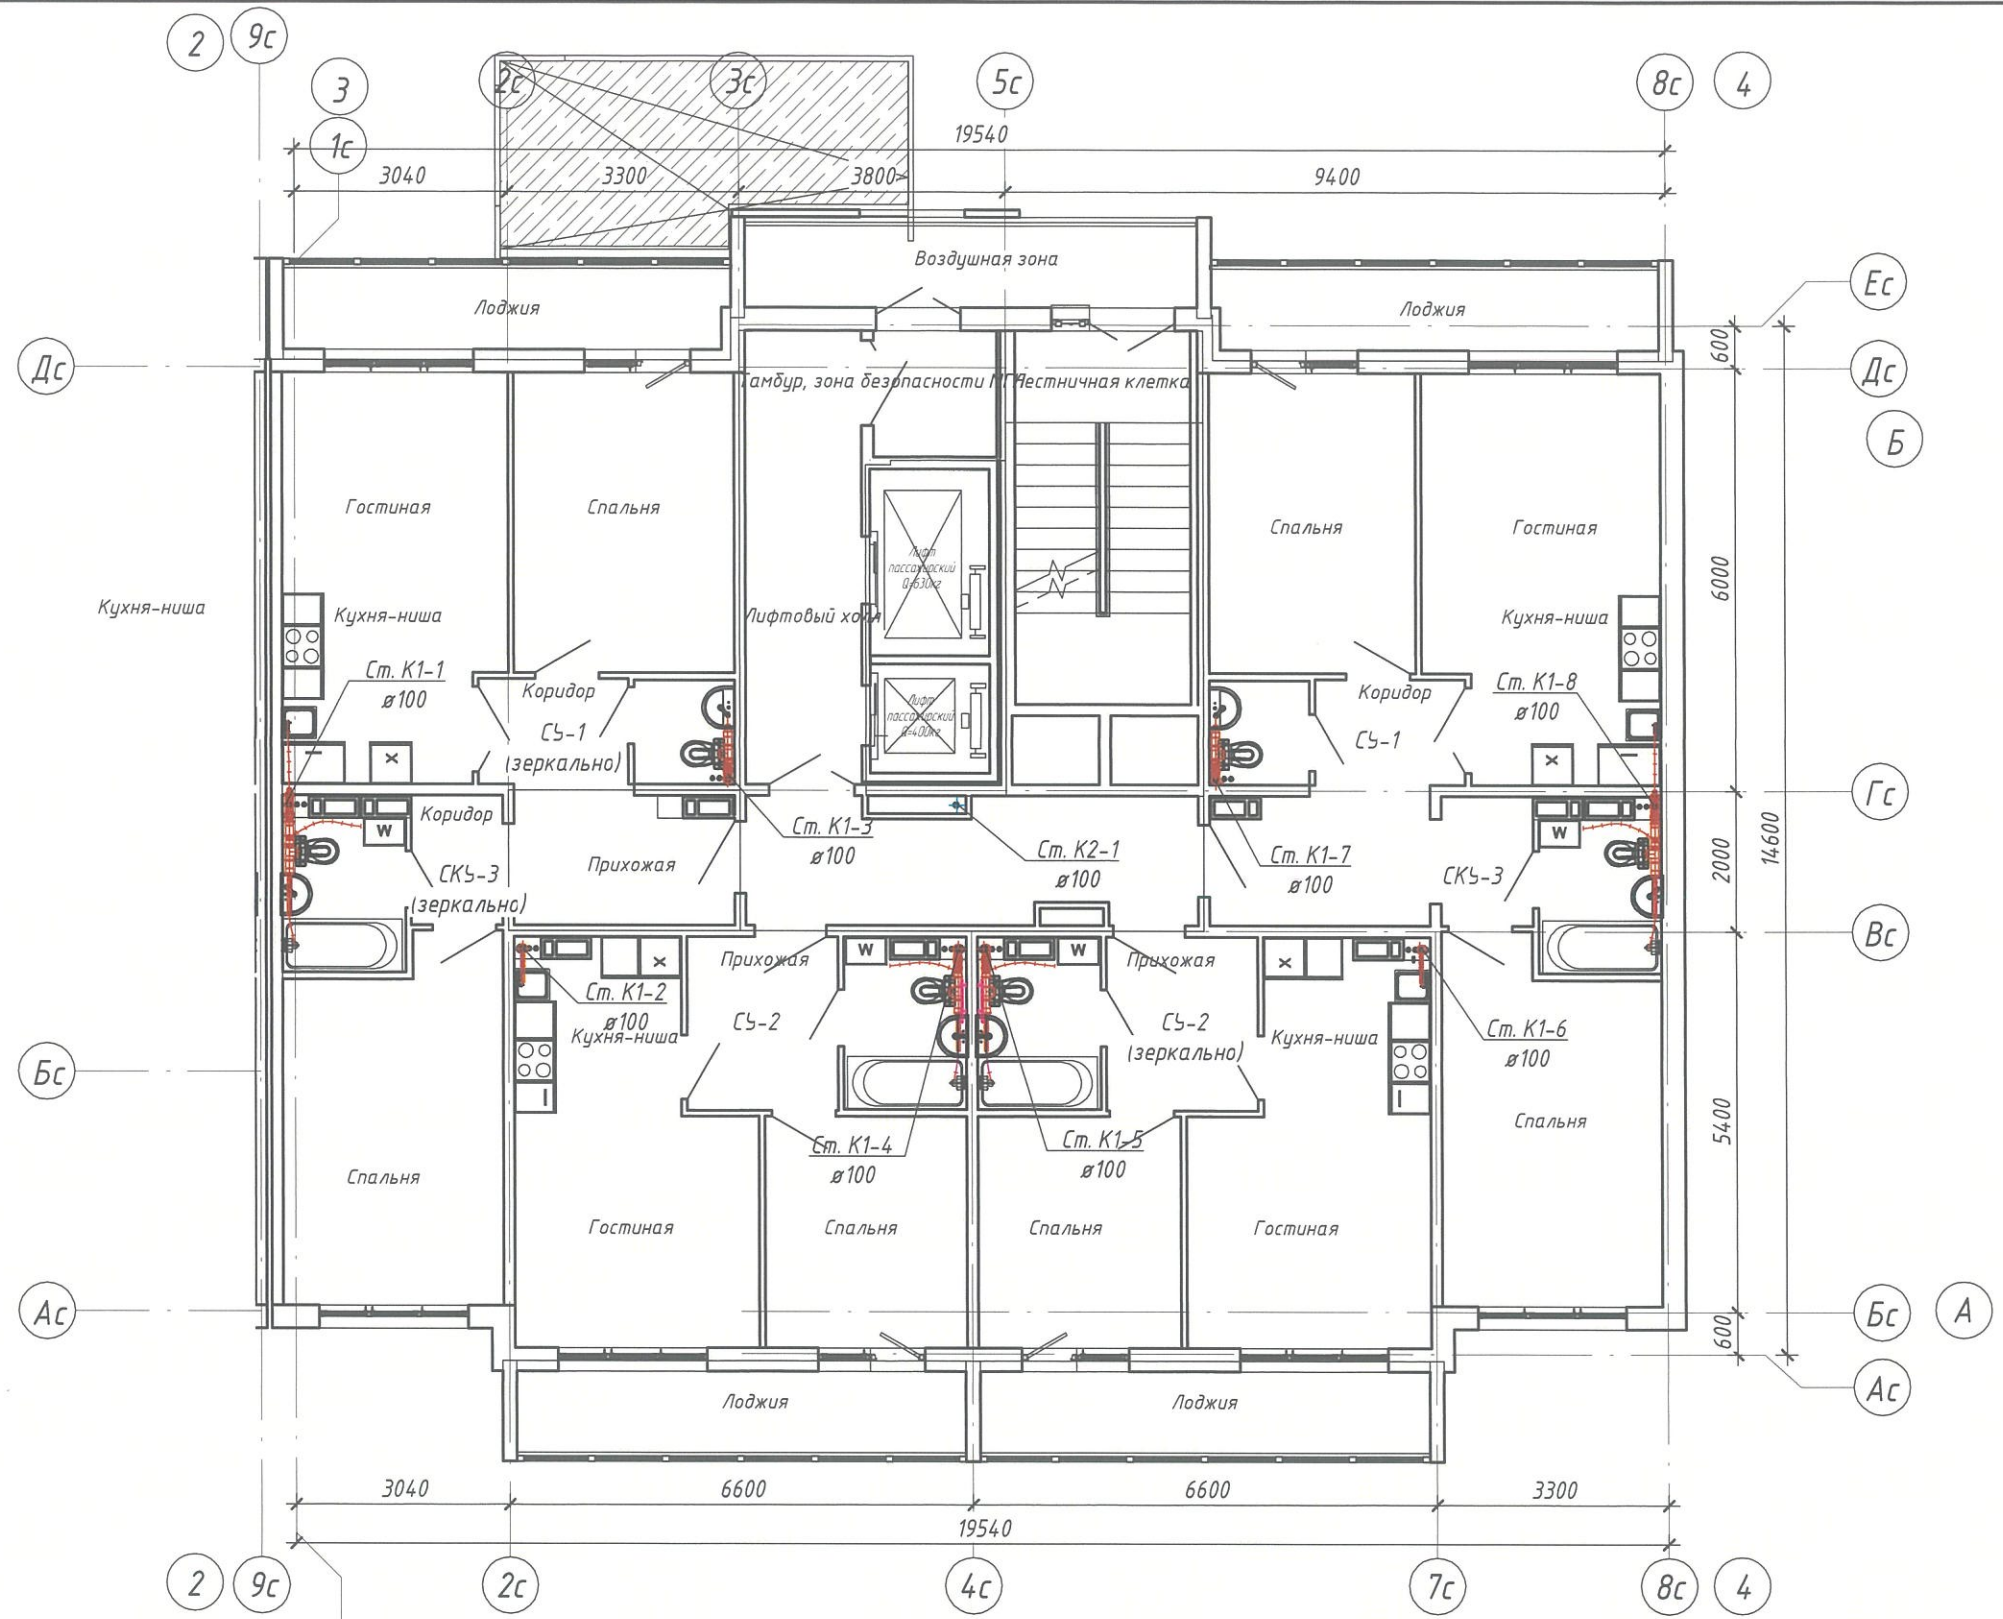 2
9с
3
2с
3с
5с
8с
4
1с
19540
3040
3300
3800
9400
Воздушная зона
Ес
Лоджия
Лоджия
600
Дс
Дс
Тамбур, зона безопасности МГН
Лестничная клетка
Б
Гостиная
Спальня
Спальня
Гостиная
Лифт
пассажирский
Q=630кг
6000
Кухня-ниша
Кухня-ниша
Лифтовый холл
Кухня-ниша
Ст. К1-1
ø100
Коридор
Лифт
пассажирский
Q=400кг
Коридор
Ст. К1-8
ø100
СУ-1
(зеркально)
СУ-1
X
X
Гс
Коридор
W
Ст. К1-3
ø100
W
14600
Прихожая
Ст. К2-1
ø100
Ст. К1-7
ø100
2000
СКУ-3
(зеркально)
СКУ-3
Вс
X
Прихожая
W
W
Прихожая
X
Ст. К1-2
ø100
Кухня-ниша
СУ-2
СУ-2
(зеркально)
Кухня-ниша
Ст. К1-6
ø100
Бс
5400
Ст. К1-4
ø100
Ст. К1-5
ø100
Спальня
Спальня
Гостиная
Спальня
Спальня
Гостиная
Ас
Бс
А
600
Ас
Лоджия
Лоджия
3040
6600
6600
3300
19540
2
9с
2с
4с
7с
8с
4